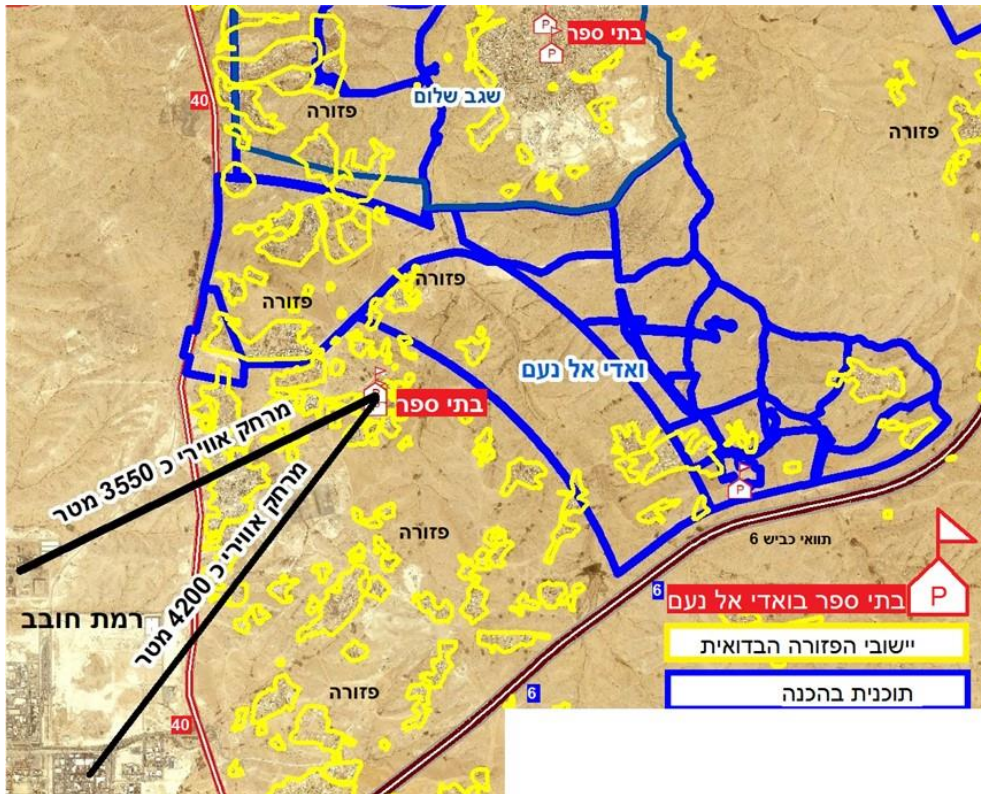 P
P
בתי ספר
שגב שלום
40
פזורה
פזורה
פזורה
פזורה
ואדי אל נעם
P
בתי ספר
מרחק אווירי כ 3550 מטר
מרחק אווירי כ 4200 מטר
P
פזורה
תוואי כביש 6
רמת חובב
6
פזורה
6
40
P
בתי ספר בואדי אל נעם
יישובי הפזורה הבדואית
תוכנית בהכנה